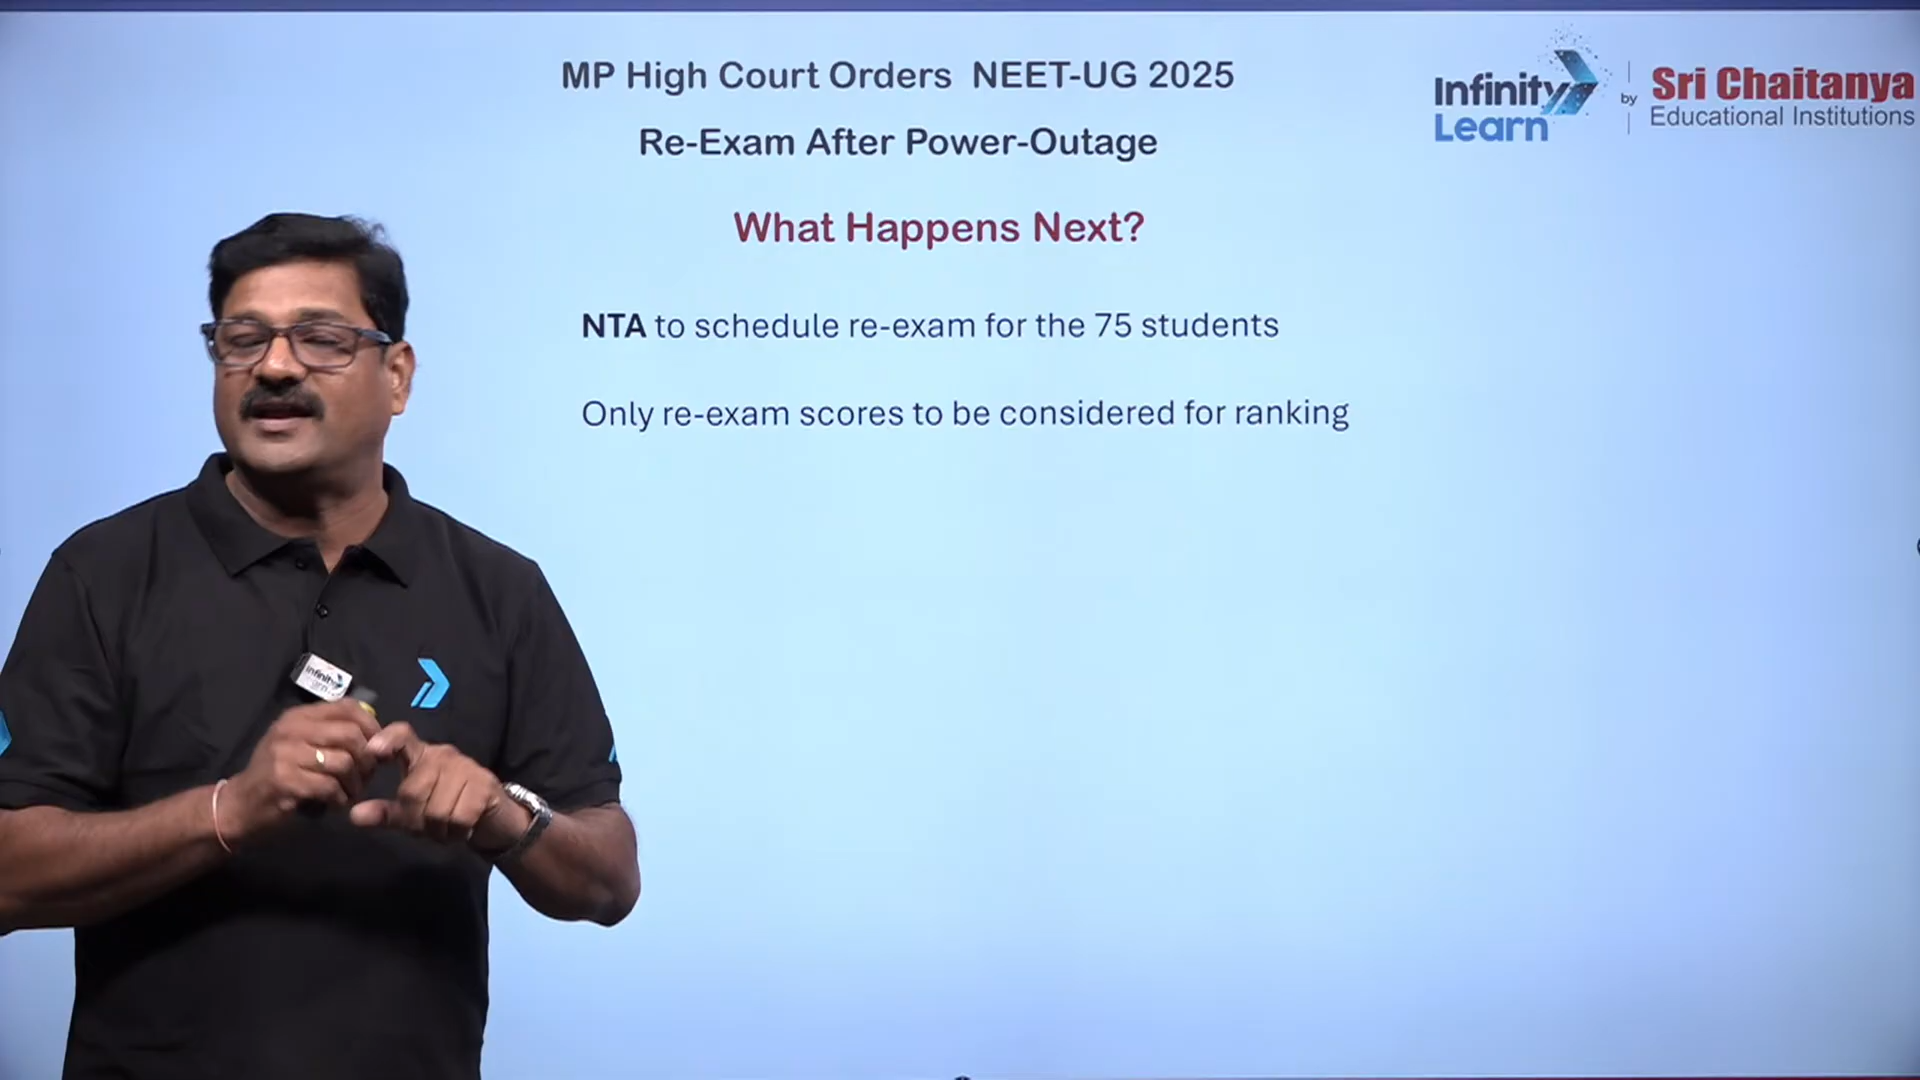 MP High Court Orders NEET-UG 2025
Re-Exam After Power-Outage
What Happens Next?
NTA to schedule re-exam for the 75 students
Only re-exam scores to be considered for ranking
Infinity
Learn
by
Sri Chaitanya
Educational Institutions
Infinity
Learn